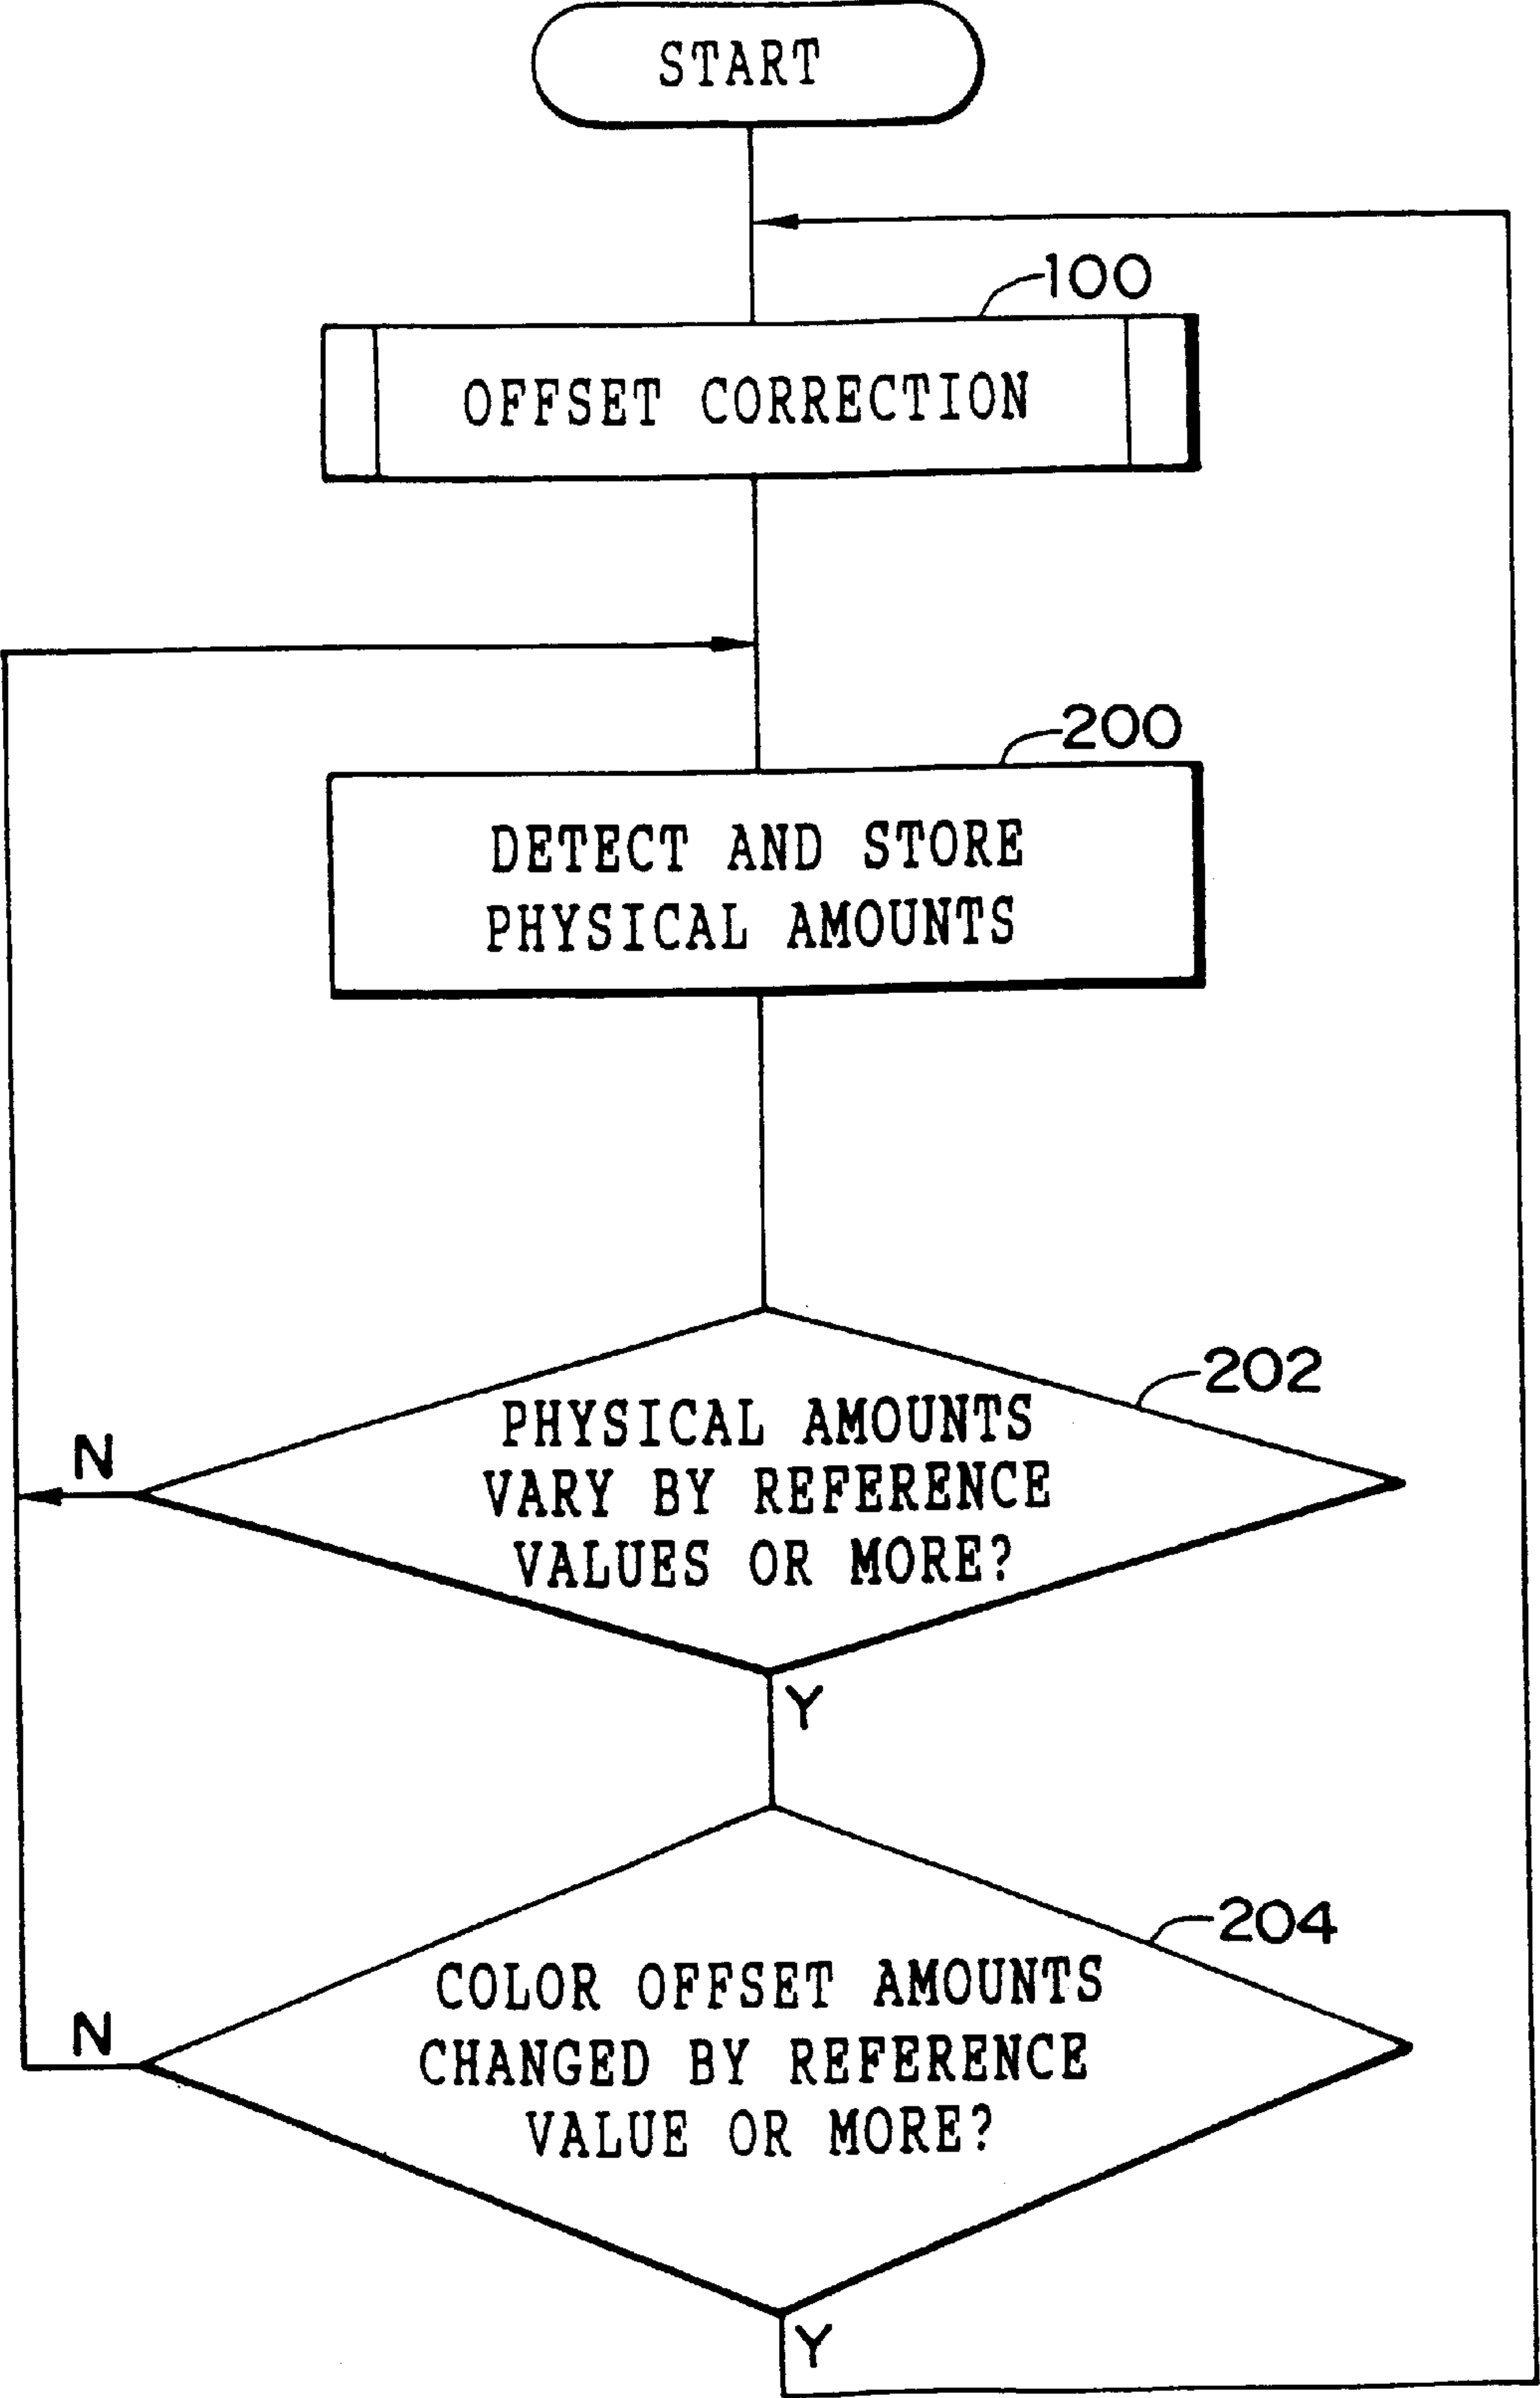 START
100
OFFSET CORRECTION
200
DETECT AND STORE
PHYSICAL AMOUNTS
202
PHYSICAL AMOUNTS
VARY BY REFERENCE
VALUES OR MORE?
N
Y
204
COLOR OFFSET AMOUNTS
CHANGED BY REFERENCE
VALUE OR MORE?
N
Y